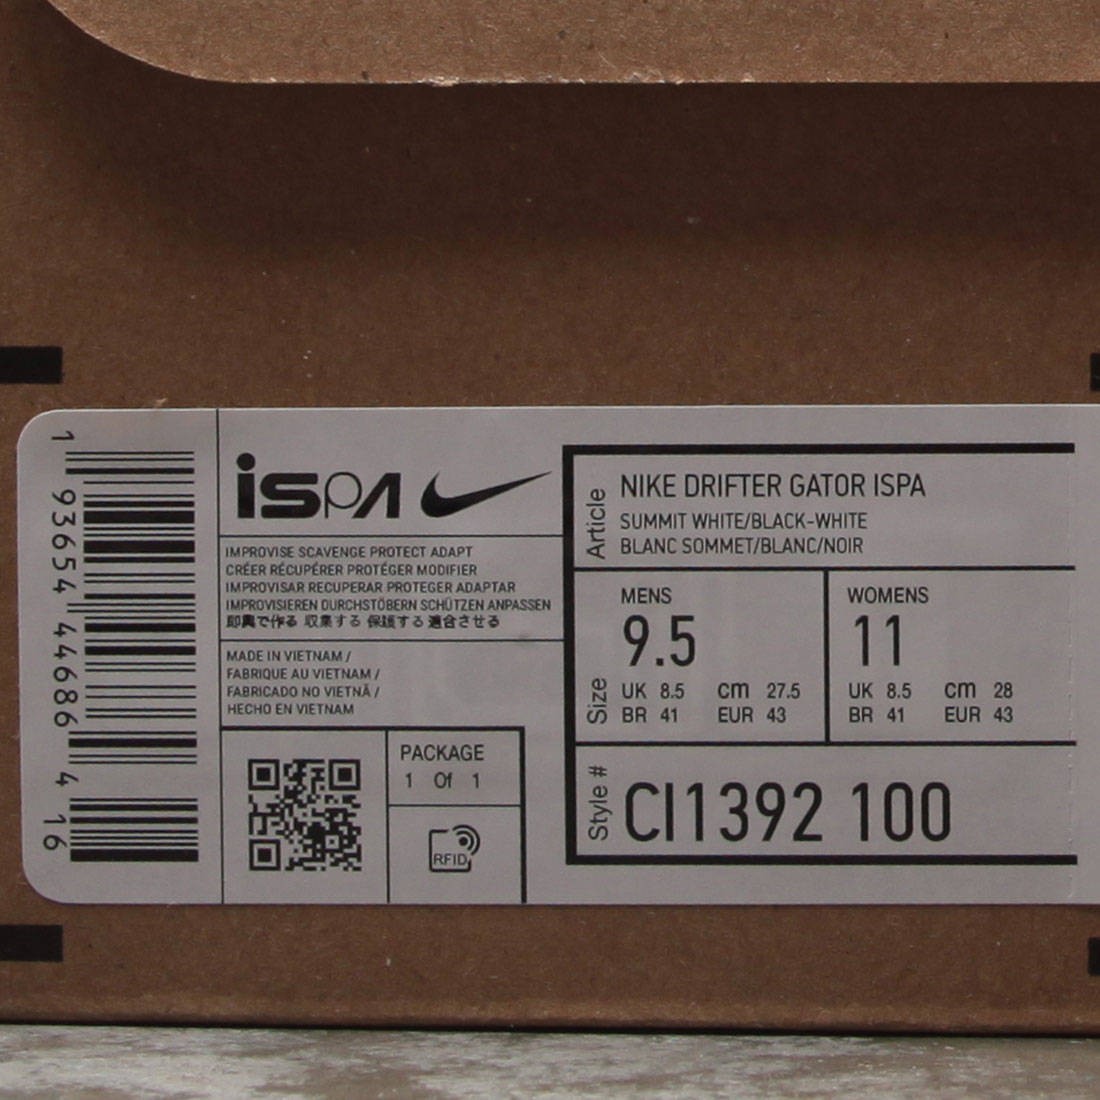 1 93654 44686 4 16
ispa
IMPROVISE SCAVENGE PROTECT ADAPT
CRÉER RÉCUPÉRER PROTÉGER MODIFIER
IMPROVISAR RECUPERAR PROTEGER ADAPTAR
IMPROVISIEREN DURCHSTÖBERN SCHÜTZEN ANPASSEN
即興で作る 収集する 保護する 適合させる
MADE IN VIETNAM /
FABRIQUE AU VIETNAM /
FABRICADO NO VIETNÃ /
HECHO EN VIETNAM
PACKAGE
1 Of 1
RFID
Article
NIKE DRIFTER GATOR ISPA
SUMMIT WHITE/BLACK-WHITE
BLANC SOMMET/BLANC/NOIR
Size
MENS
9.5
UK 8.5 cm 27.5
BR 41 EUR 43
WOMENS
11
UK 8.5 cm 28
BR 41 EUR 43
Style #
CI1392 100